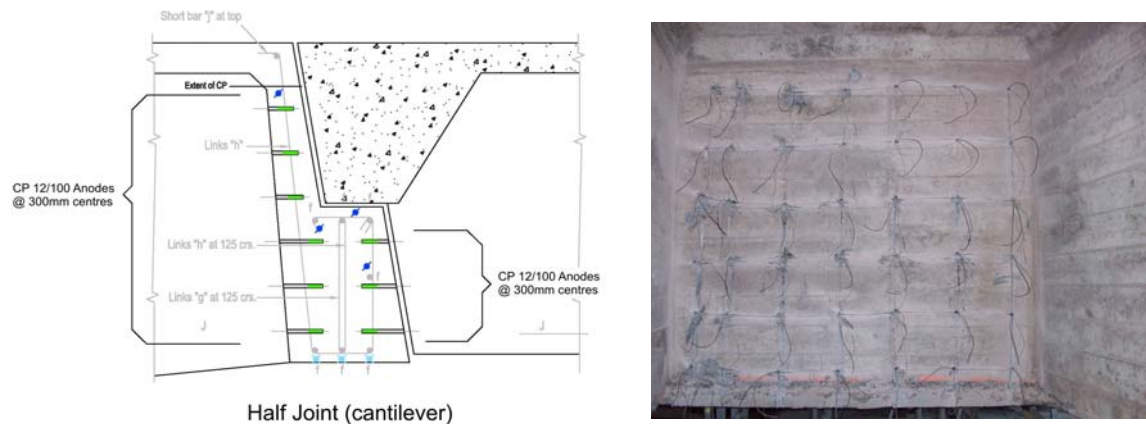 Short bar "j" at top
Extent of CP
Links "h"
CP 12/100 Anodes
@ 300mm centres
f
Links "h" at 125 crs.
f
CP 12/100 Anodes
@ 300mm centres
Links "g" at 125 crs.
J
J
f
f
f
Half Joint (cantilever)